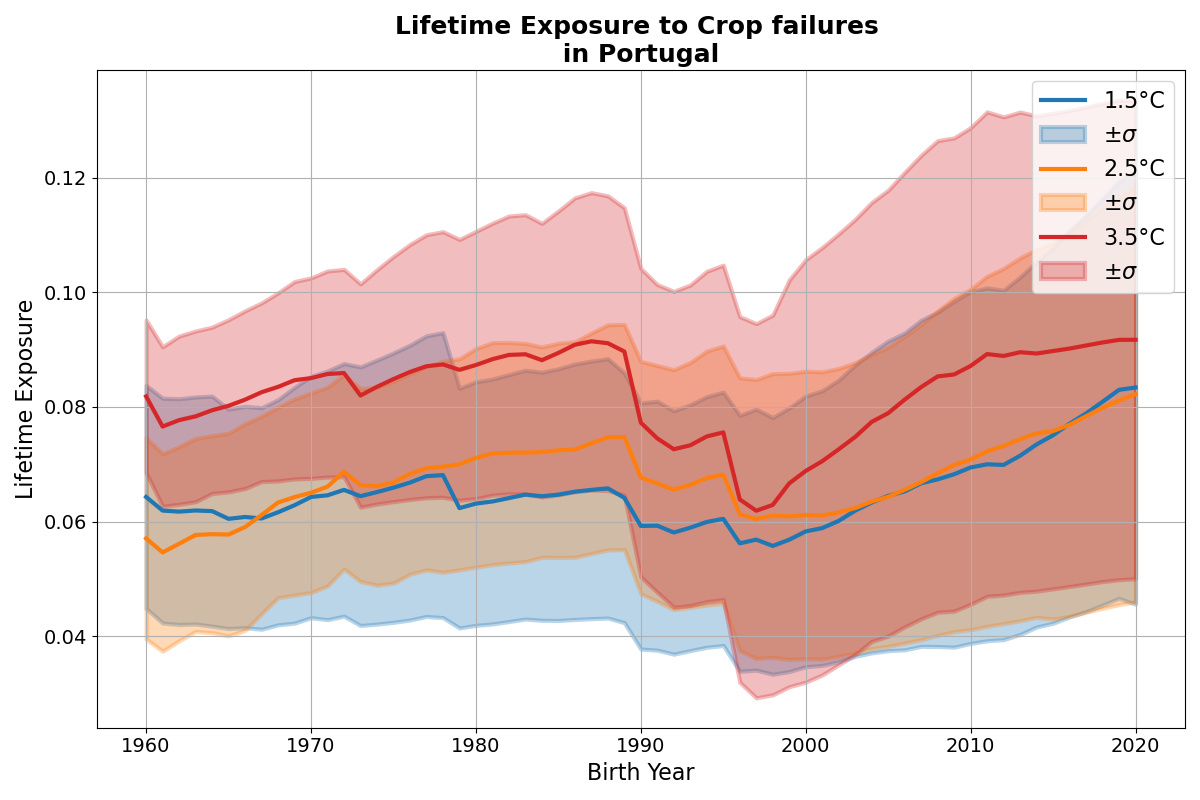 Lifetime Exposure to Crop failures
in Portugal
1.5°C
±σ
2.5°C
±σ
3.5°C
±σ
Lifetime Exposure
0.12
0.10
0.08
0.06
0.04
1960 1970 1980 1990 2000 2010 2020
Birth Year